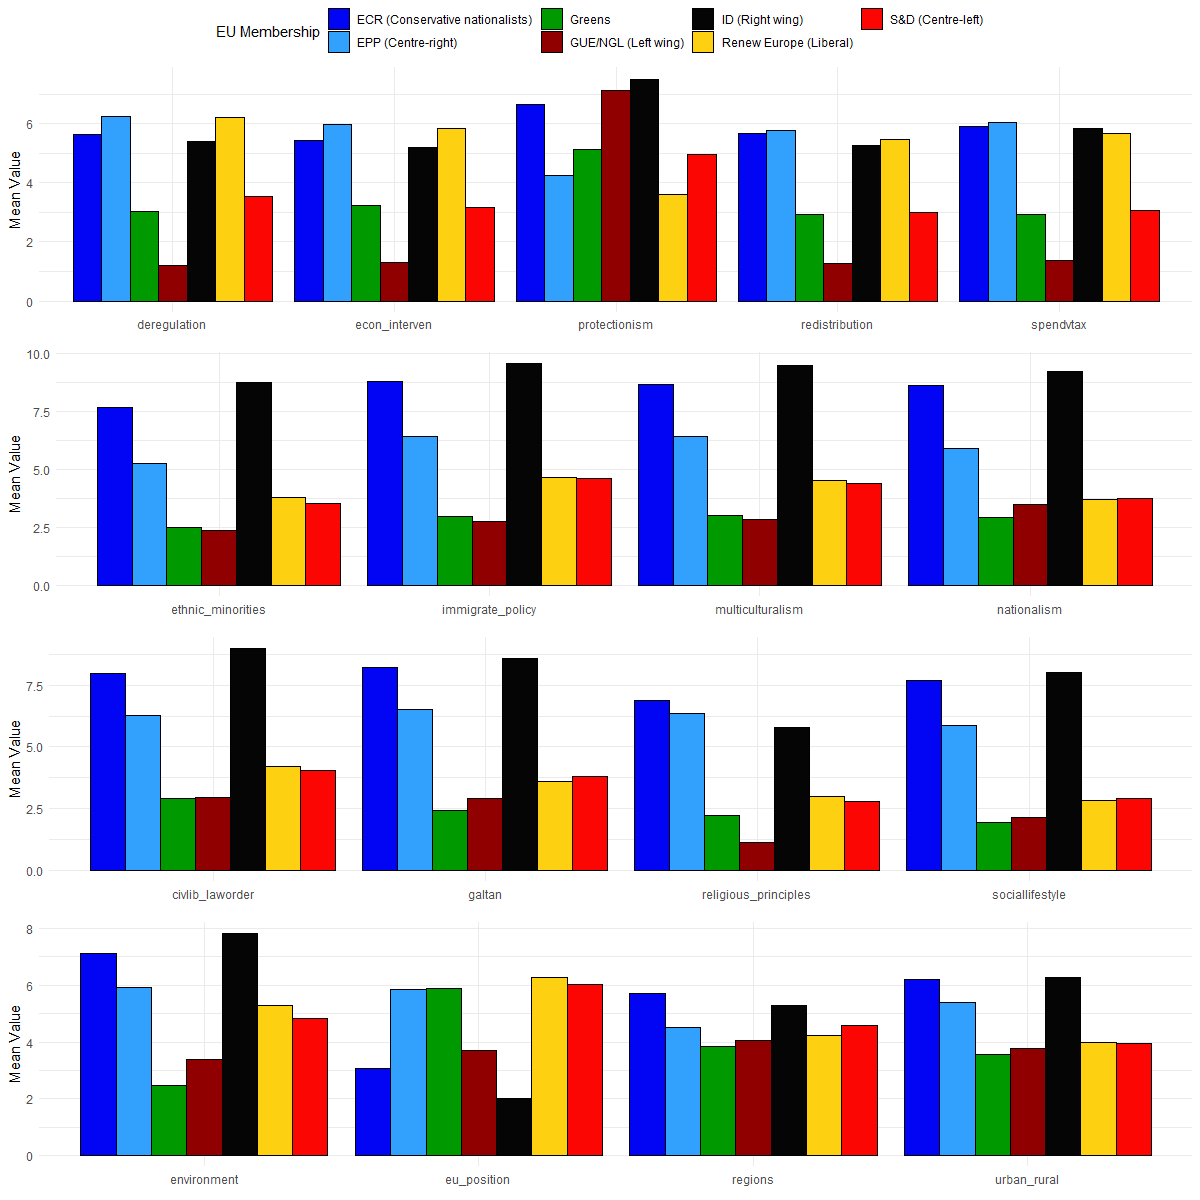 EU Membership
ECR (Conservative nationalists) Greens ID (Right wing) S&D (Centre-left)
EPP (Centre-right) GUE/NGL (Left wing) Renew Europe (Liberal)
Mean Value
6
4
2
0
deregulation econ_interven protectionism redistribution spendvtax
Mean Value
10.0
7.5
5.0
2.5
0.0
ethnic_minorities immigrate_policy multiculturalism nationalism
Mean Value
7.5
5.0
2.5
0.0
civlib_laworder galtan religious_principles sociallifestyle
Mean Value
8
6
4
2
0
environment eu_position regions urban_rural